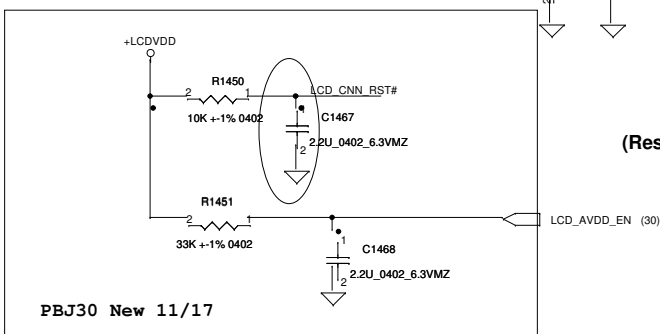 +LCDVDD
R1450
2 1
LCD_CNN_RST#
10K +-1% 0402
1
C1467
2.2U_0402_6.3VMZ
2
(Res
R1451
2 1
LCD_AVDD_EN (30)
33K +-1% 0402
1
C1468
2.2U_0402_6.3VMZ
2
PBJ30 New 11/17